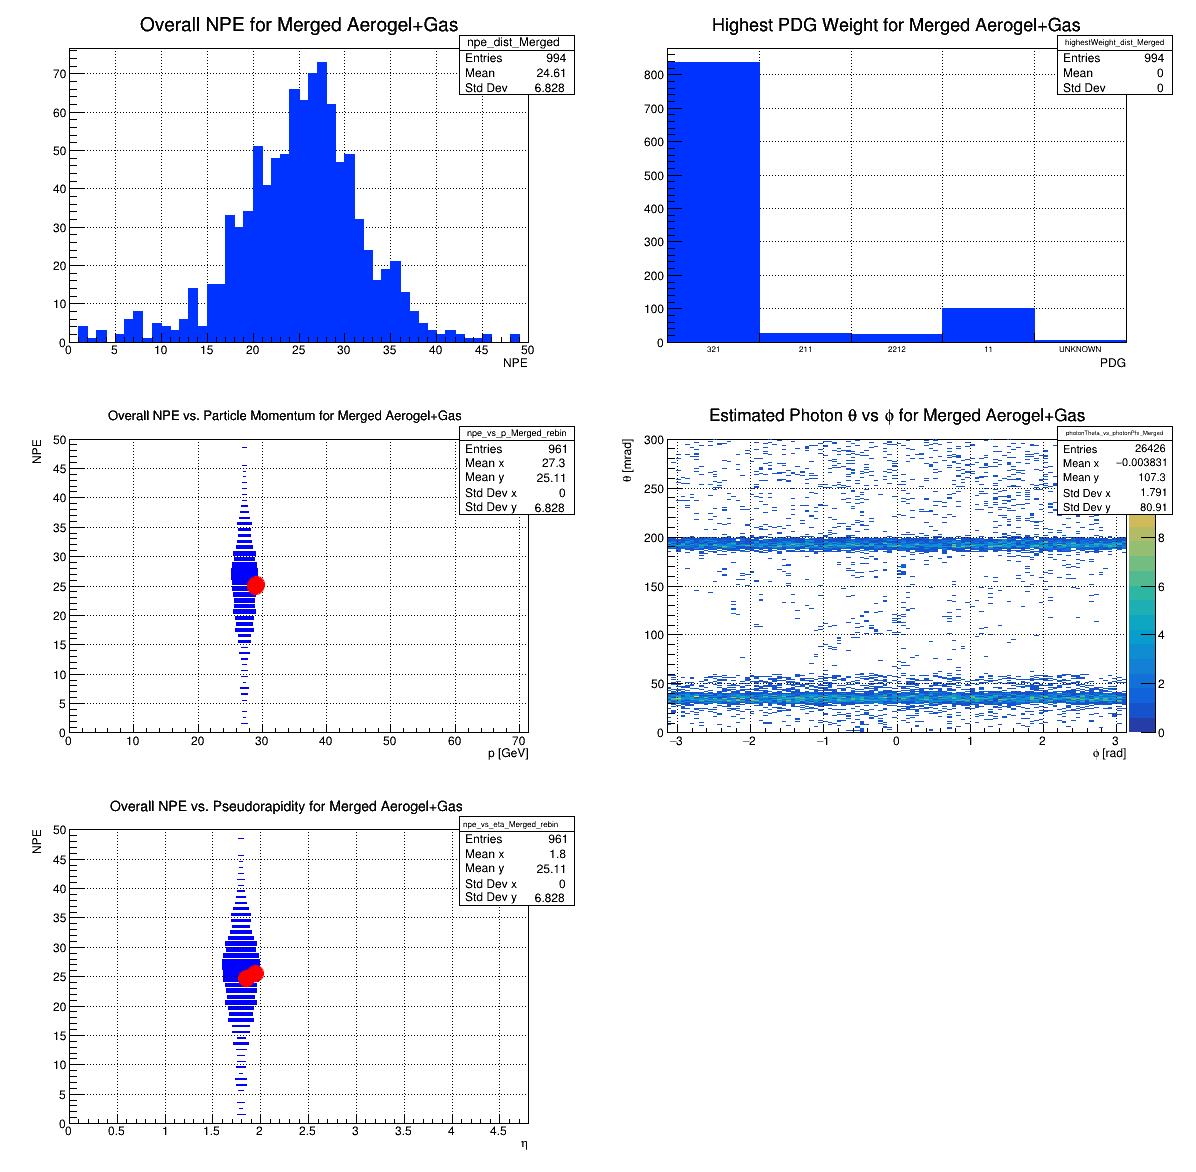 Overall NPE for Merged Aerogel+Gas
npe_dist_Merged
Entries 994
Mean 24.61
Std Dev 6.828
70
60
50
40
30
20
10
0
0 5 10 15 20 25 30 35 40 45 50
NPE
Highest PDG Weight for Merged Aerogel+Gas
highestWeight_dist_Merged
Entries 994
Mean 0
Std Dev 0
800
700
600
500
400
300
200
100
0
321 211 2212 11 UNKNOWN
PDG
Overall NPE vs. Particle Momentum for Merged Aerogel+Gas
npe_vs_p_Merged_rebin
Entries 961
Mean x 27.3
Mean y 25.11
Std Dev x 0
Std Dev y 6.828
NPE
50
45
40
35
30
25
20
15
10
5
0
0 10 20 30 40 50 60 70
p [GeV]
Estimated Photon θ vs ϕ for Merged Aerogel+Gas
photonTheta_vs_photonPhi_Merged
Entries 26426
Mean x −0.003831
Mean y 107.3
Std Dev x 1.791
Std Dev y 80.91
θ [mrad]
300
250
200
150
100
50
0
−3 −2 −1 0 1 2 3
ϕ [rad]
8
6
4
2
0
Overall NPE vs. Pseudorapidity for Merged Aerogel+Gas
npe_vs_eta_Merged_rebin
Entries 961
Mean x 1.8
Mean y 25.11
Std Dev x 0
Std Dev y 6.828
NPE
50
45
40
35
30
25
20
15
10
5
0
0 0.5 1 1.5 2 2.5 3 3.5 4 4.5
η